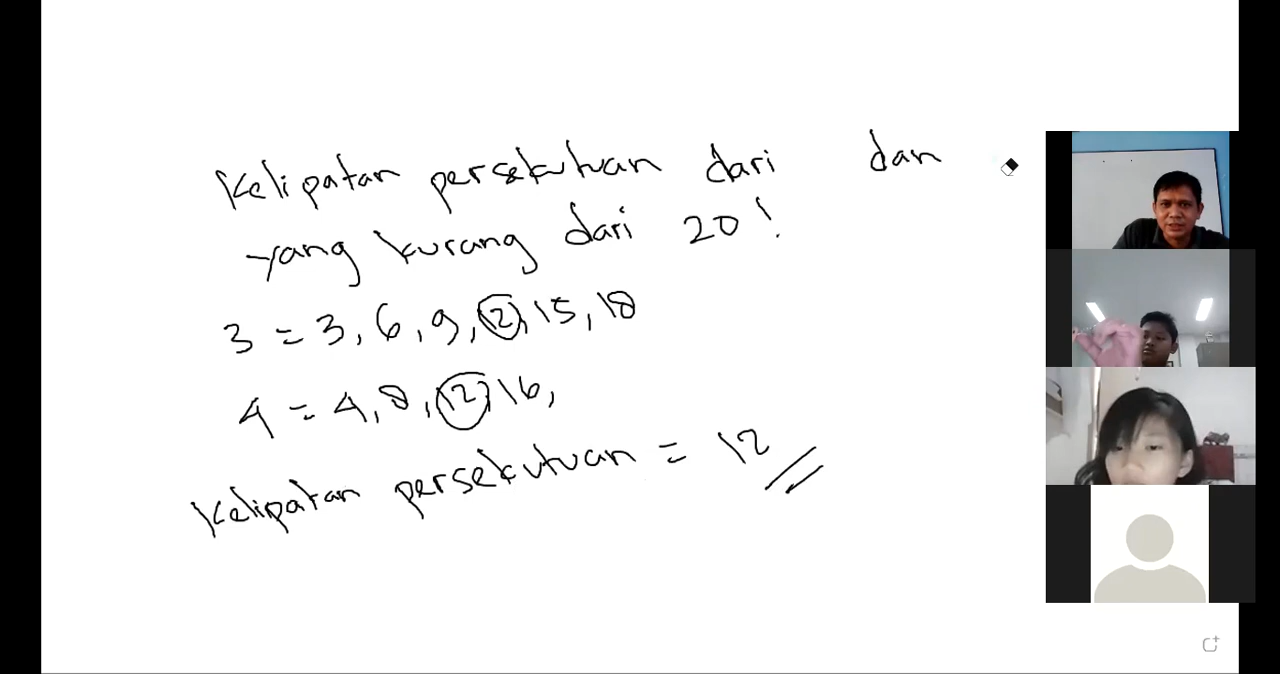 Kelipatan persekutuan dari dan
yang kurang dari 20!
3 = 3, 6, 9, 12, 15, 18
4 = 4, 8, 12, 16,
Kelipatan persekutuan = 12